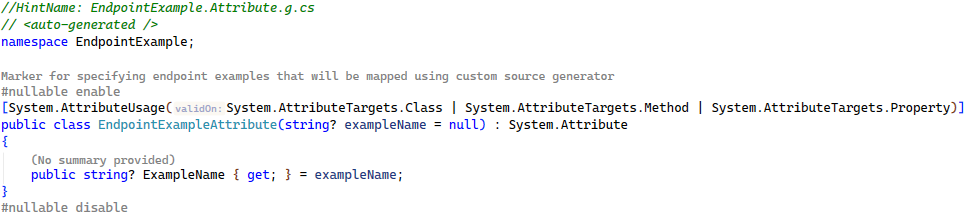 //HintName: EndpointExample.Attribute.g.cs
// <auto-generated />
namespace EndpointExample;

Marker for specifying endpoint examples that will be mapped using custom source generator
#nullable enable
[System.AttributeUsage(validOn: System.AttributeTargets.Class | System.AttributeTargets.Method | System.AttributeTargets.Property)]
public class EndpointExampleAttribute(string? exampleName = null) : System.Attribute
{
    (No summary provided)
    public string? ExampleName { get; } = exampleName;
}
#nullable disable